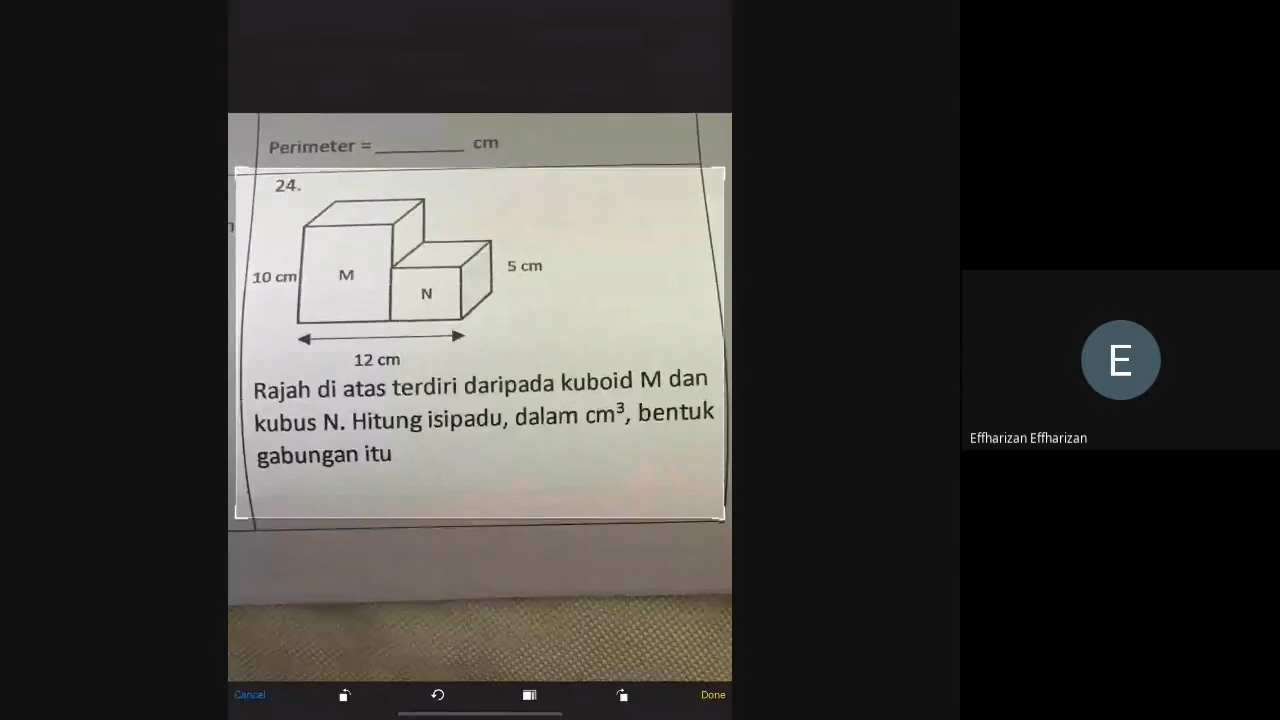 Perimeter = ________ cm
24.
10 cm
M
N
5 cm
12 cm
Rajah di atas terdiri daripada kuboid M dan
kubus N. Hitung isipadu, dalam cm³, bentuk
gabungan itu
Cancel
Done
E
Effharizan Effharizan